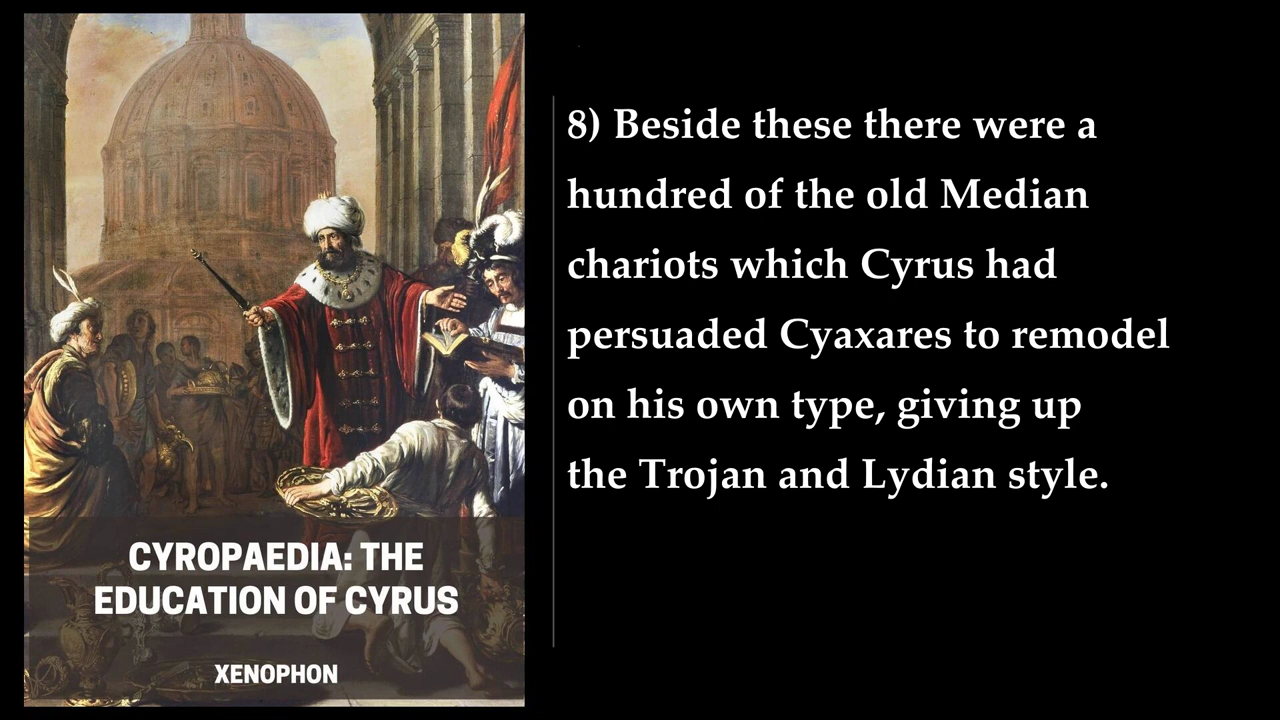 8) Beside these there were a
hundred of the old Median
chariots which Cyrus had
persuaded Cyaxares to remodel
on his own type, giving up
the Trojan and Lydian style.
CYROPAEDIA: THE
EDUCATION OF CYRUS
XENOPHON